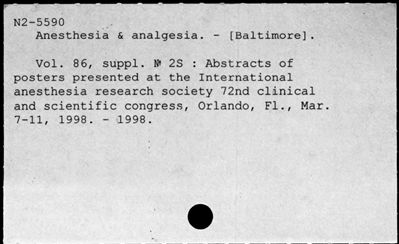 N2-5590
Anesthesia & analgesia. - [Baltimore].
Vol. 86, suppl. № 2S : Abstracts of
posters presented at the International
anesthesia research society 72nd clinical
and scientific congress, Orlando, Fl., Mar.
7-11, 1998. - 1998.